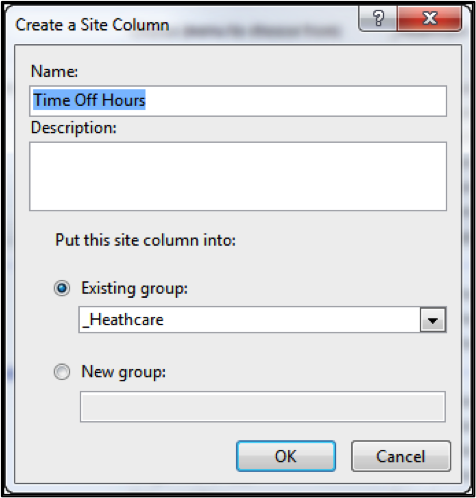 Create a Site Column
?
X
Name:
Time Off Hours
Description:
Put this site column into:
Existing group:
_Heathcare
New group:
OK
Cancel